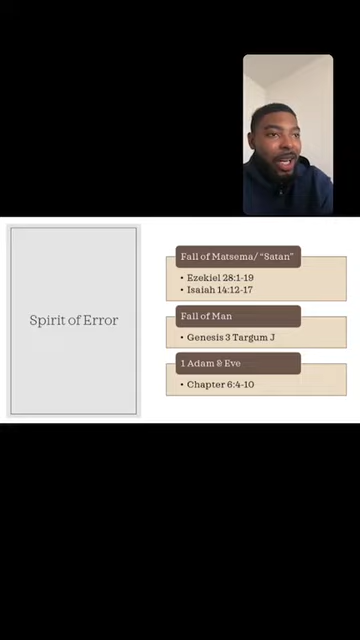 Spirit of Error
Fall of Matsema/ "Satan"
• Ezekiel 28:1-19
• Isaiah 14:12-17
Fall of Man
• Genesis 3 Targum J
1 Adam & Eve
• Chapter 6:4-10